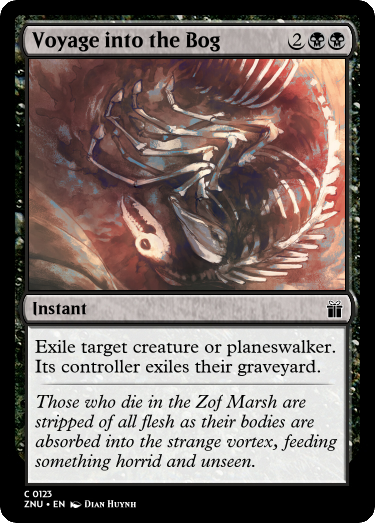 Voyage into the Bog 2
Instant
Exile target creature or planeswalker.
Its controller exiles their graveyard.
Those who die in the Zof Marsh are
stripped of all flesh as their bodies are
absorbed into the strange vortex, feeding
something horrid and unseen.
C 0123
ZNU • EN Dian Huynh